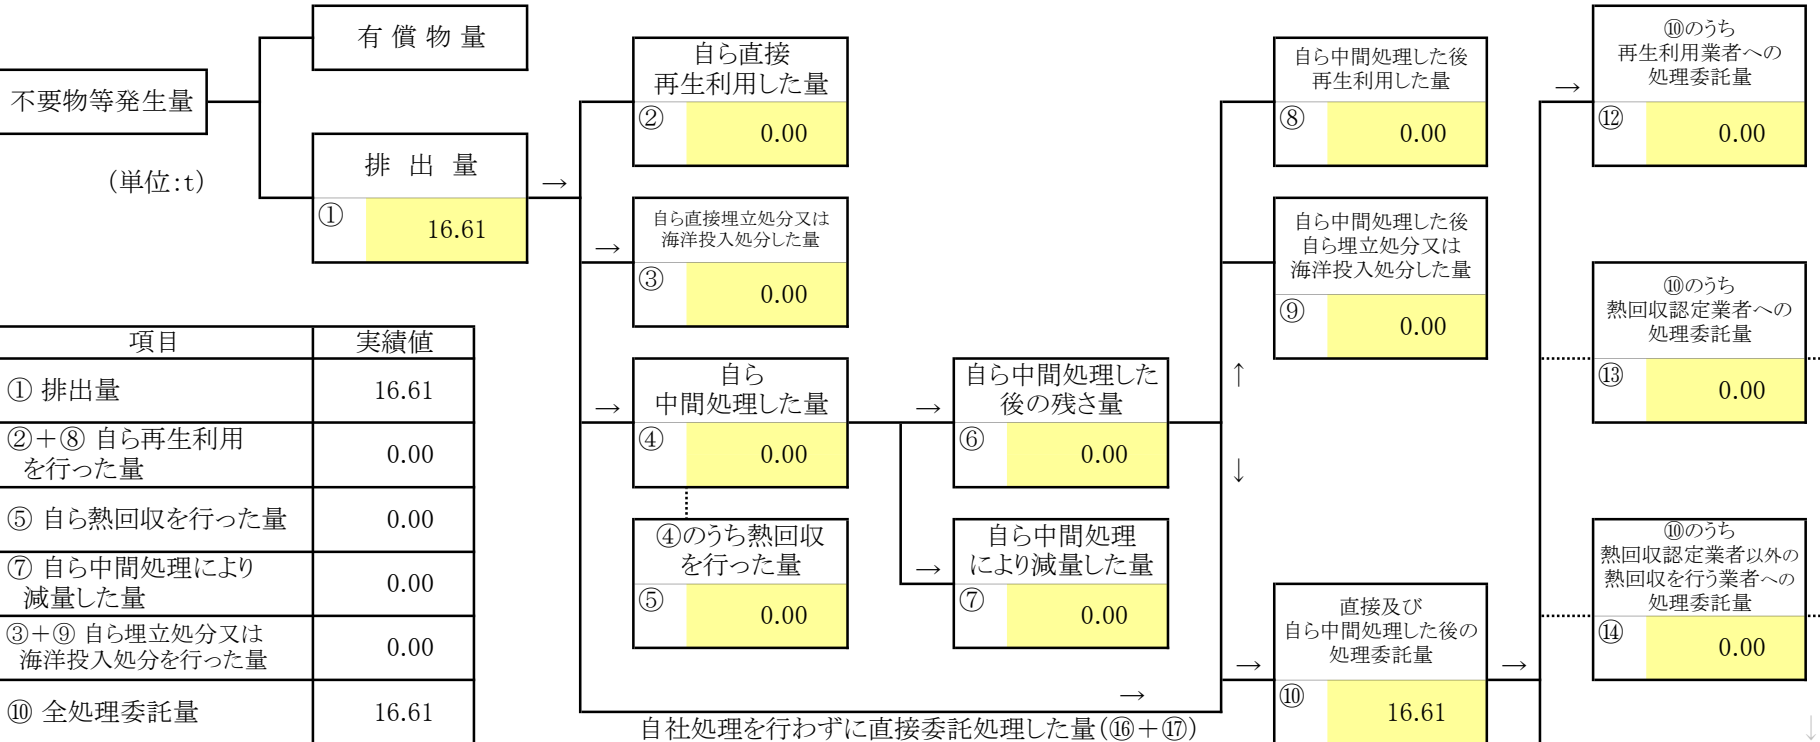 有償物量
不要物等発生量
(単位:t)
排出量
①
16.61
→
自ら直接
再生利用した量
②
0.00
→
自ら直接埋立処分又は
海洋投入処分した量
③
0.00
→
自ら
中間処理した量
④
0.00
④のうち熱回収
を行った量
⑤
0.00
→
自ら中間処理した
後の残さ量
⑥
0.00
→
自ら中間処理
により減量した量
⑦
0.00
自ら中間処理した後
再生利用した量
⑧
0.00
自ら中間処理した後
自ら埋立処分又は
海洋投入処分した量
⑨
0.00
↑
↓
→
自社処理を行わずに直接委託処理した量(⑯+⑰)
→
直接及び
自ら中間処理した後の
処理委託量
⑩
16.61
→
→
⑩のうち
再生利用業者への
処理委託量
⑫
0.00
⑩のうち
熱回収認定業者への
処理委託量
⑬
0.00
⑩のうち
熱回収認定業者以外の
熱回収を行う業者への
処理委託量
⑭
0.00
↓
項目 実績値
① 排出量 16.61
②+⑧ 自ら再生利用
を行った量 0.00
⑤ 自ら熱回収を行った量 0.00
⑦ 自ら中間処理により
減量した量 0.00
③+⑨ 自ら埋立処分又は
海洋投入処分を行った量 0.00
⑩ 全処理委託量 16.61